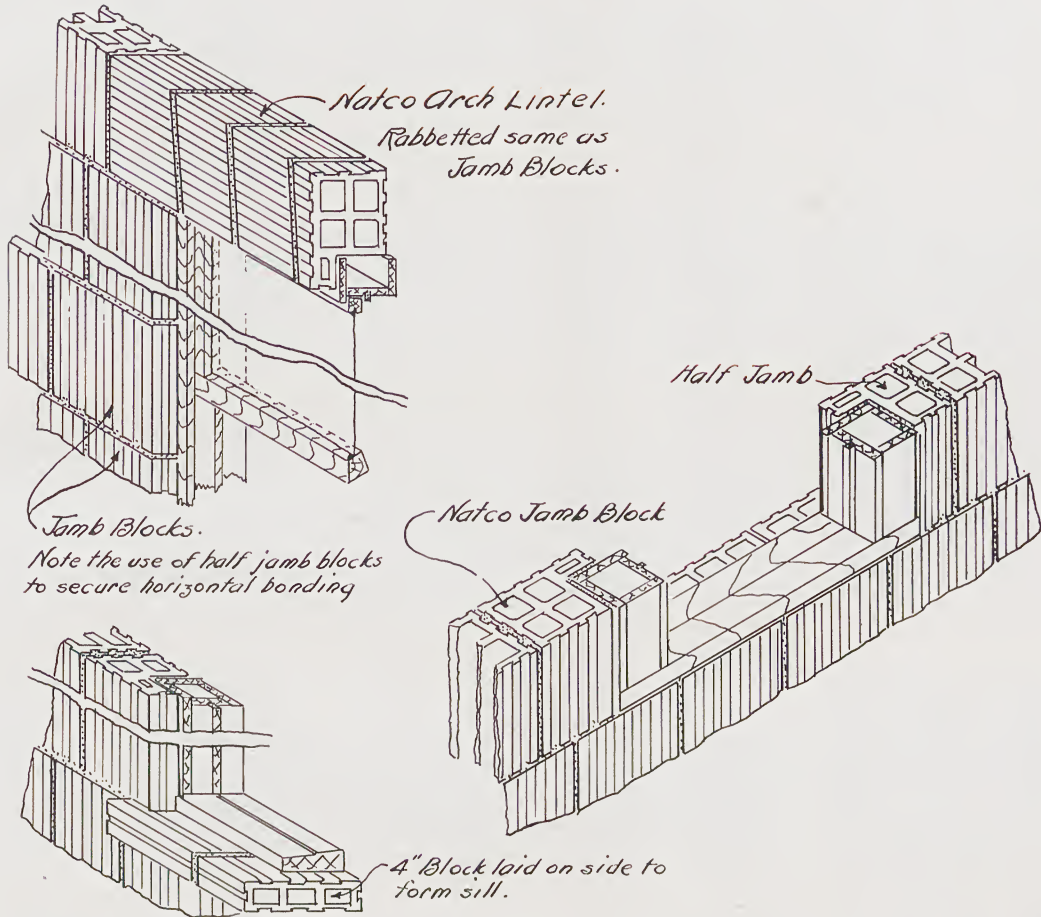 Natco Arch Lintel.
Rabbetted same as
Jamb Blocks.
Half Jamb
Jamb Blocks.
Note the use of half jamb blocks
to secure horizontal bonding
Natco Jamb Block
4" Block laid on side to
form sill.